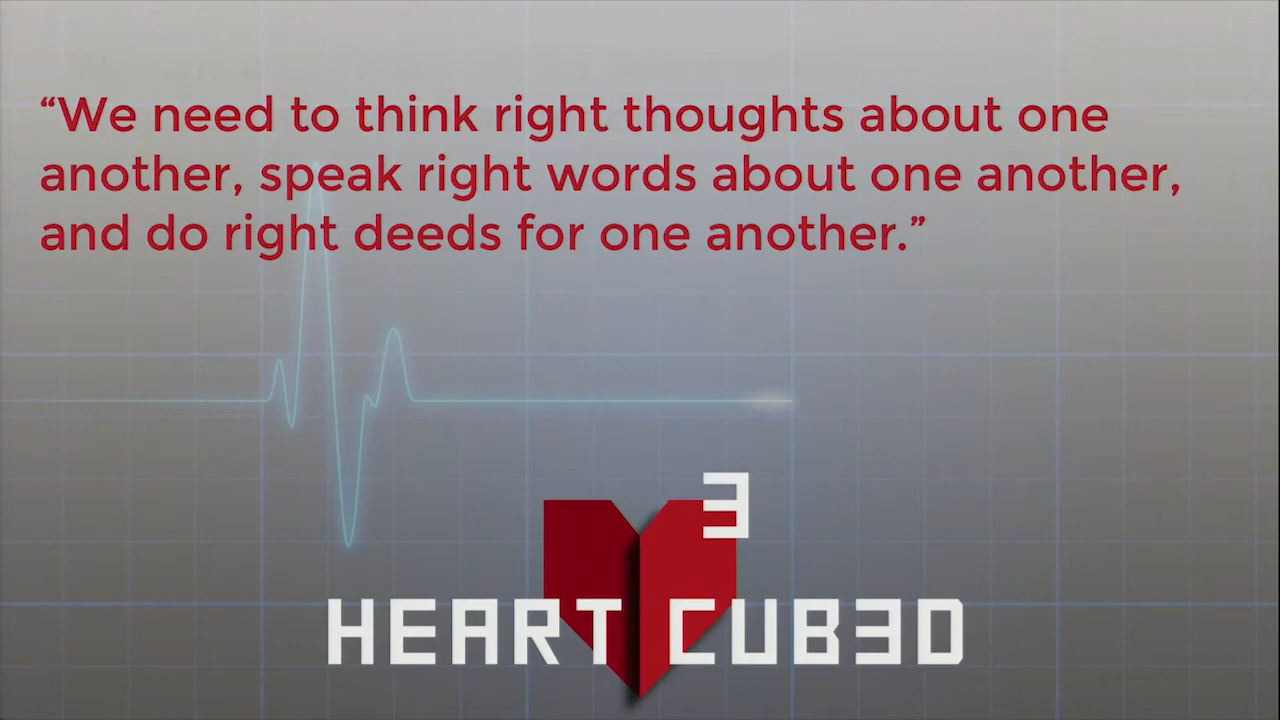 “We need to think right thoughts about one
another, speak right words about one another,
and do right deeds for one another.”
3
HEART CUB3D